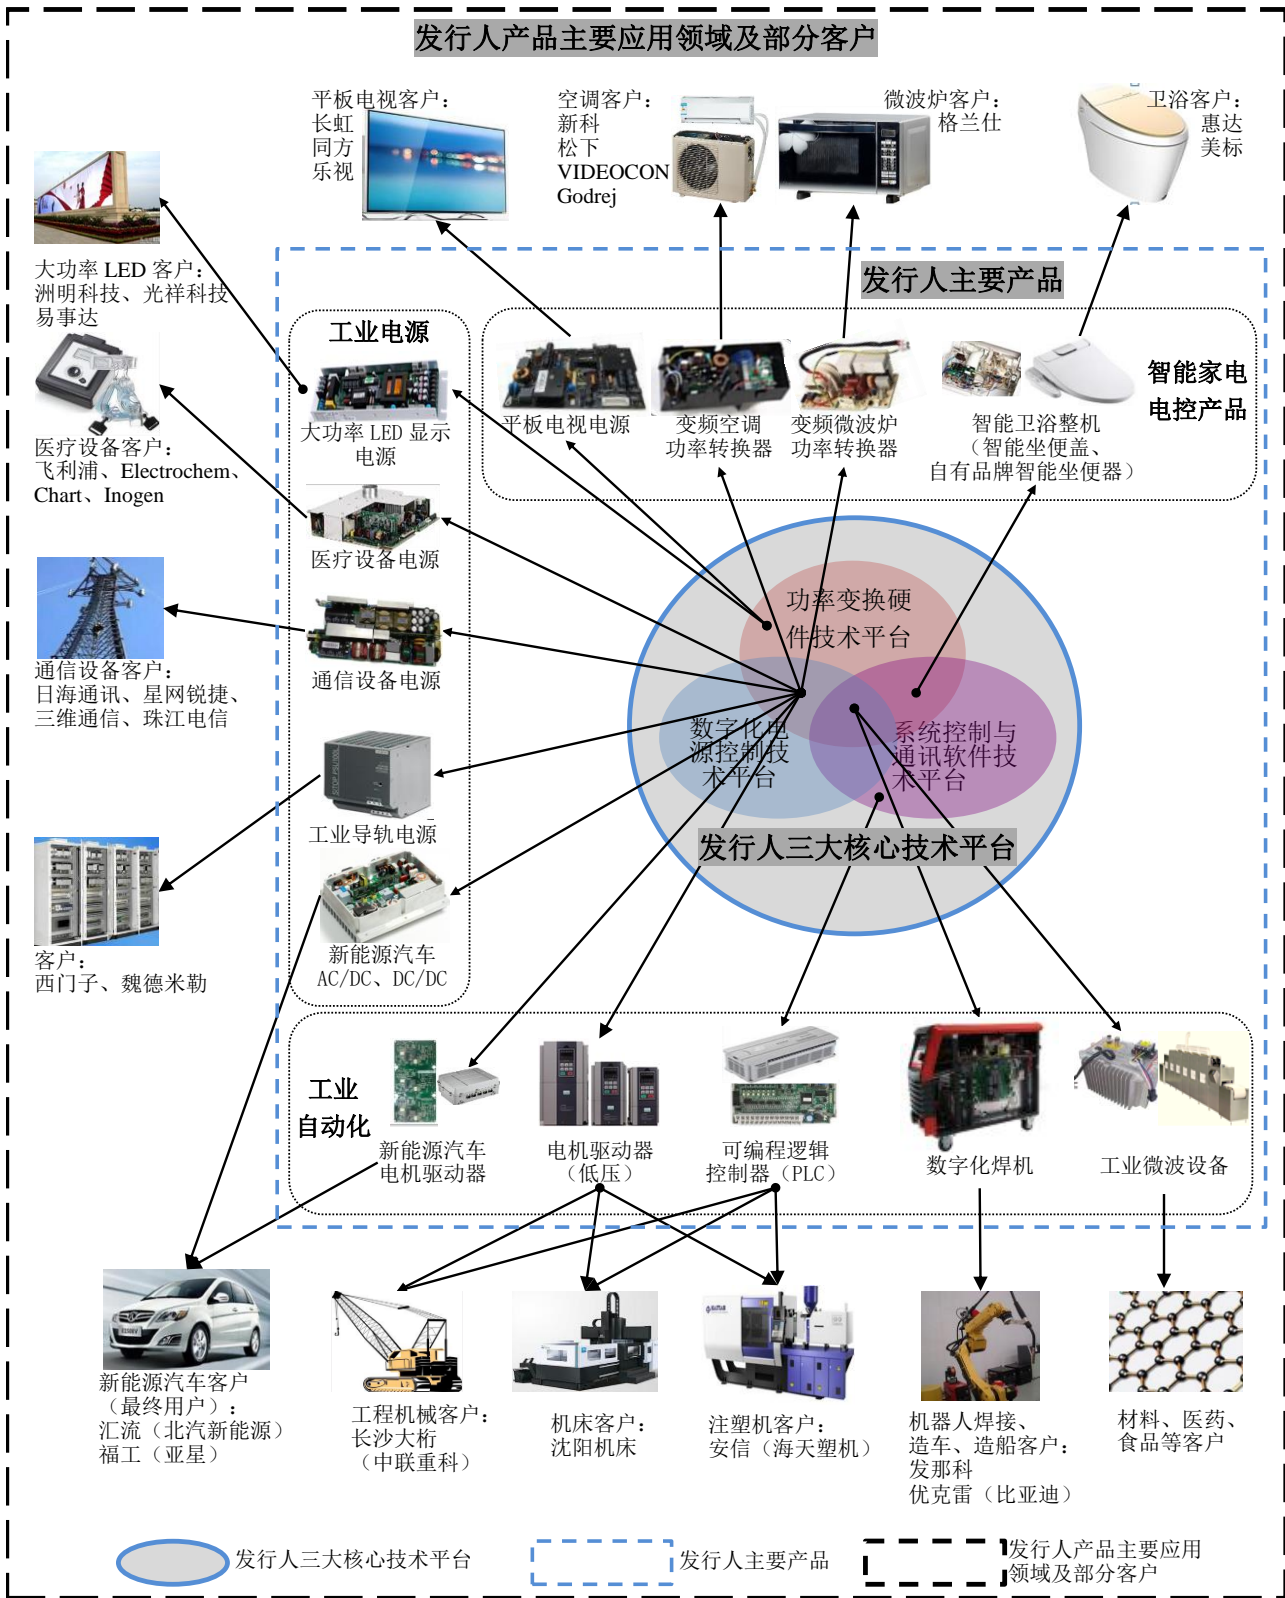 发行人产品主要应用领域及部分客户
平板电视客户：
长虹
同方
乐视
空调客户：
新科
松下
VIDEOCON
Godrej
微波炉客户：
格兰仕
卫浴客户：
惠达
美标
大功率 LED 客户：
洲明科技、光祥科技
易事达
医疗设备客户：
飞利浦、Electrochem、
Chart、Inogen
通信设备客户：
日海通讯、星网锐捷、
三维通信、珠江电信
客户：
西门子、魏德米勒
发行人主要产品
工业电源
大功率 LED 显示
电源
医疗设备电源
通信设备电源
工业导轨电源
新能源汽车
AC/DC、DC/DC
平板电视电源
变频空调
功率转换器
变频微波炉
功率转换器
智能卫浴整机
（智能坐便盖、
自有品牌智能坐便器）
智能家电
电控产品
功率变换硬
件技术平台
数字化电
源控制技
术平台
系统控制与
通讯软件技
术平台
发行人三大核心技术平台
工业
自动化
新能源汽车
电机驱动器
电机驱动器
（低压）
可编程逻辑
控制器（PLC）
数字化焊机
工业微波设备
新能源汽车客户
（最终用户）：
汇流（北汽新能源）
福工（亚星）
工程机械客户：
长沙大桁
（中联重科）
机床客户：
沈阳机床
注塑机客户：
安信（海天塑机）
机器人焊接、
造车、造船客户：
发那科
优克雷（比亚迪）
材料、医药、
食品等客户
发行人三大核心技术平台
发行人主要产品
发行人产品主要应用
领域及部分客户